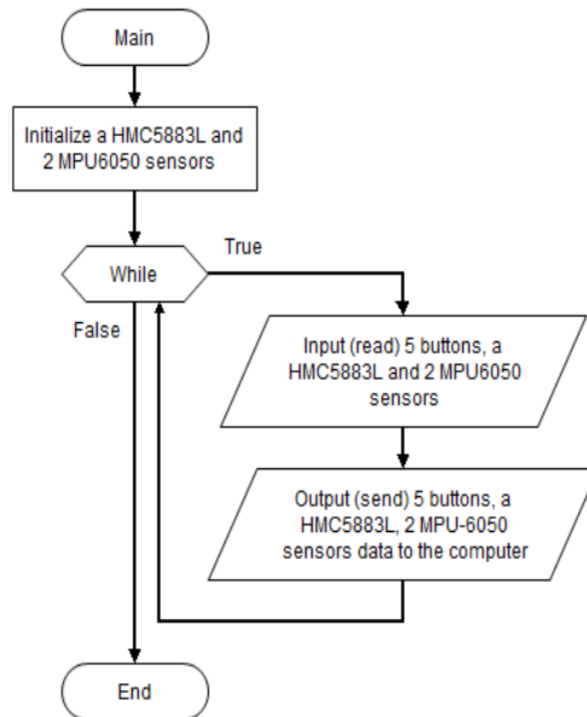 Main
Initialize a HMC5883L and
2 MPU6050 sensors
While
True
False
Input (read) 5 buttons, a
HMC5883L and 2 MPU6050
sensors
Output (send) 5 buttons, a
HMC5883L, 2 MPU-6050
sensors data to the computer
End